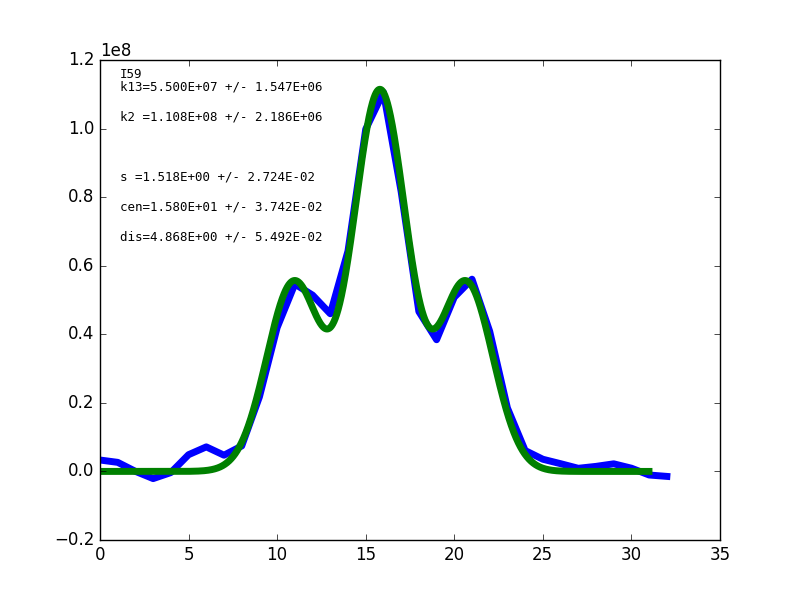 1e8
1.2
1.0
0.8
0.6
0.4
0.2
0.0
−0.2
I59
k13=5.500E+07 +/- 1.547E+06
k2 =1.108E+08 +/- 2.186E+06
s =1.518E+00 +/- 2.724E-02
cen=1.580E+01 +/- 3.742E-02
dis=4.868E+00 +/- 5.492E-02
0 5 10 15 20 25 30 35